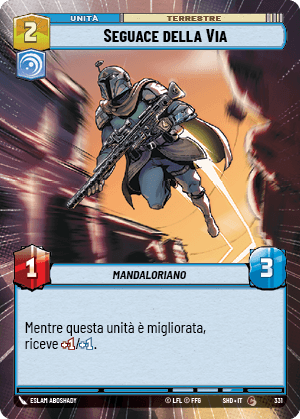 UNITÀ
TERRESTRE
2
SEGUACE DELLA VIA
1
3
MANDALORIANO
Mentre questa unità è migliorata,
riceve +1/+1.
ESLAM ABOSHADY
© LFL © FFG
SHD • IT
331